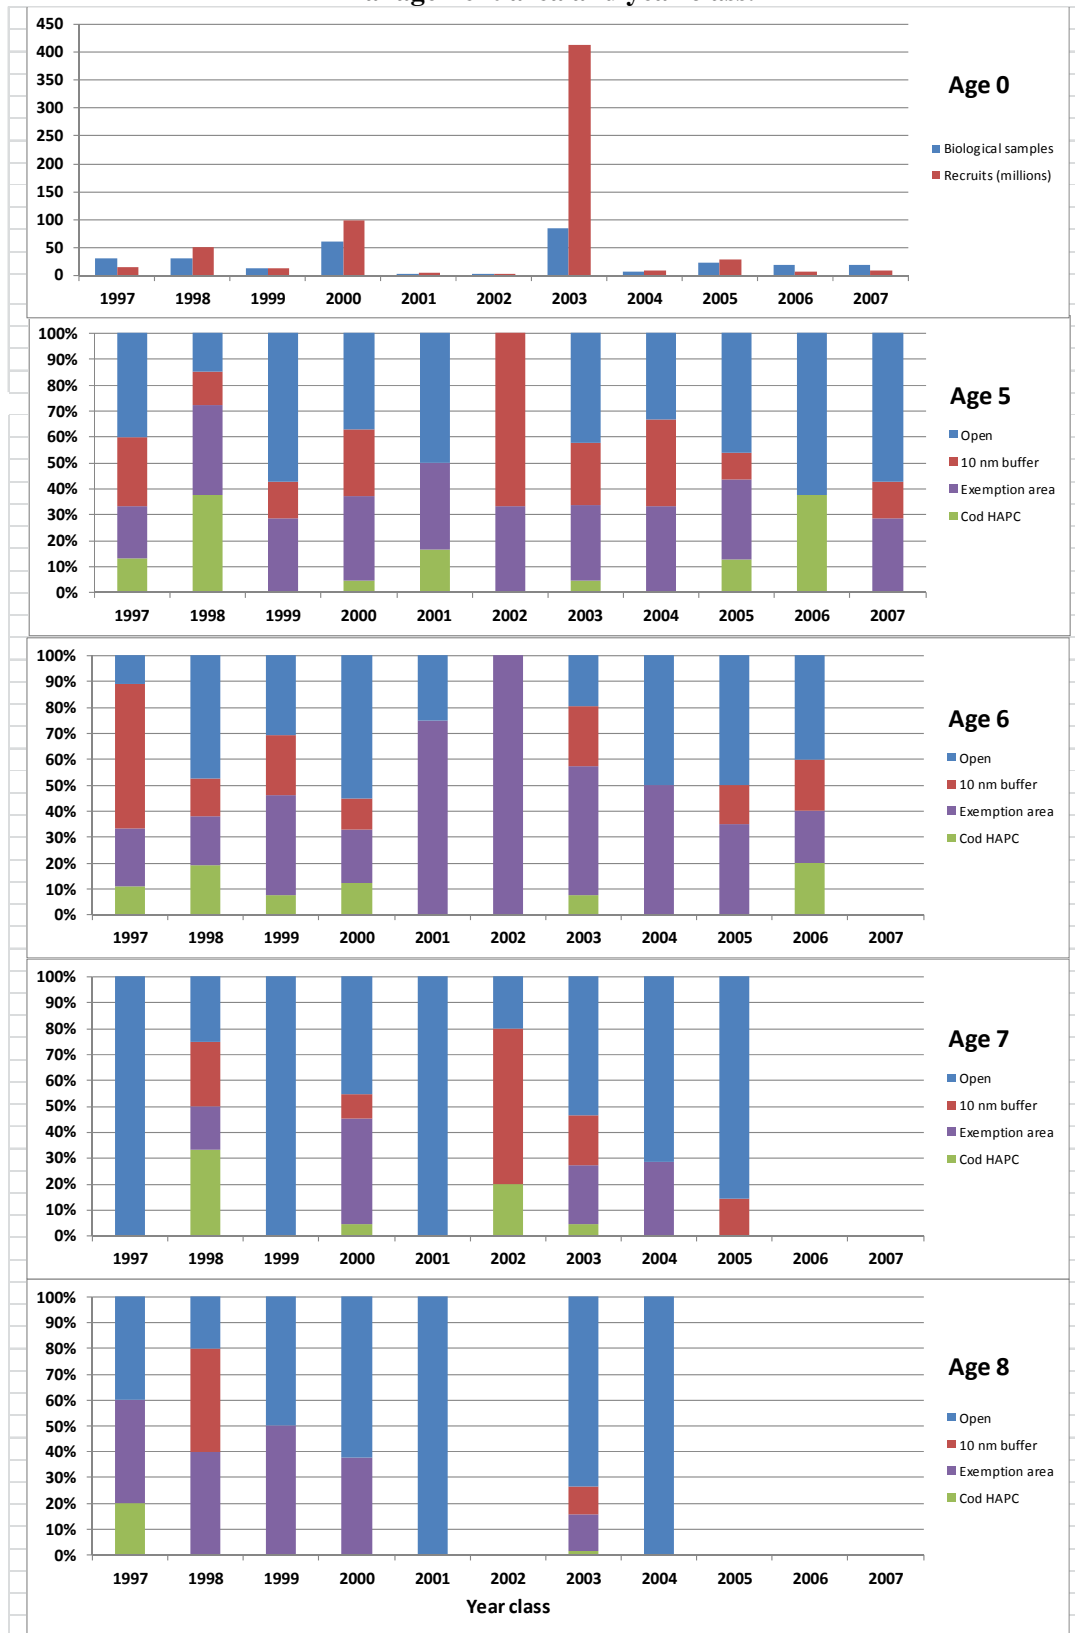 450
400
350
300
250
200
150
100
50
0
Age 0
Biological samples
Recruits (millions)
1997 1998 1999 2000 2001 2002 2003 2004 2005 2006 2007
100%
90%
80%
70%
60%
50%
40%
30%
20%
10%
0%
Age 5
Open
10 nm buffer
Exemption area
Cod HAPC
1997 1998 1999 2000 2001 2002 2003 2004 2005 2006 2007
100%
90%
80%
70%
60%
50%
40%
30%
20%
10%
0%
Age 6
Open
10 nm buffer
Exemption area
Cod HAPC
1997 1998 1999 2000 2001 2002 2003 2004 2005 2006 2007
100%
90%
80%
70%
60%
50%
40%
30%
20%
10%
0%
Age 7
Open
10 nm buffer
Exemption area
Cod HAPC
1997 1998 1999 2000 2001 2002 2003 2004 2005 2006 2007
100%
90%
80%
70%
60%
50%
40%
30%
20%
10%
0%
Age 8
Open
10 nm buffer
Exemption area
Cod HAPC
1997 1998 1999 2000 2001 2002 2003 2004 2005 2006 2007
Year class